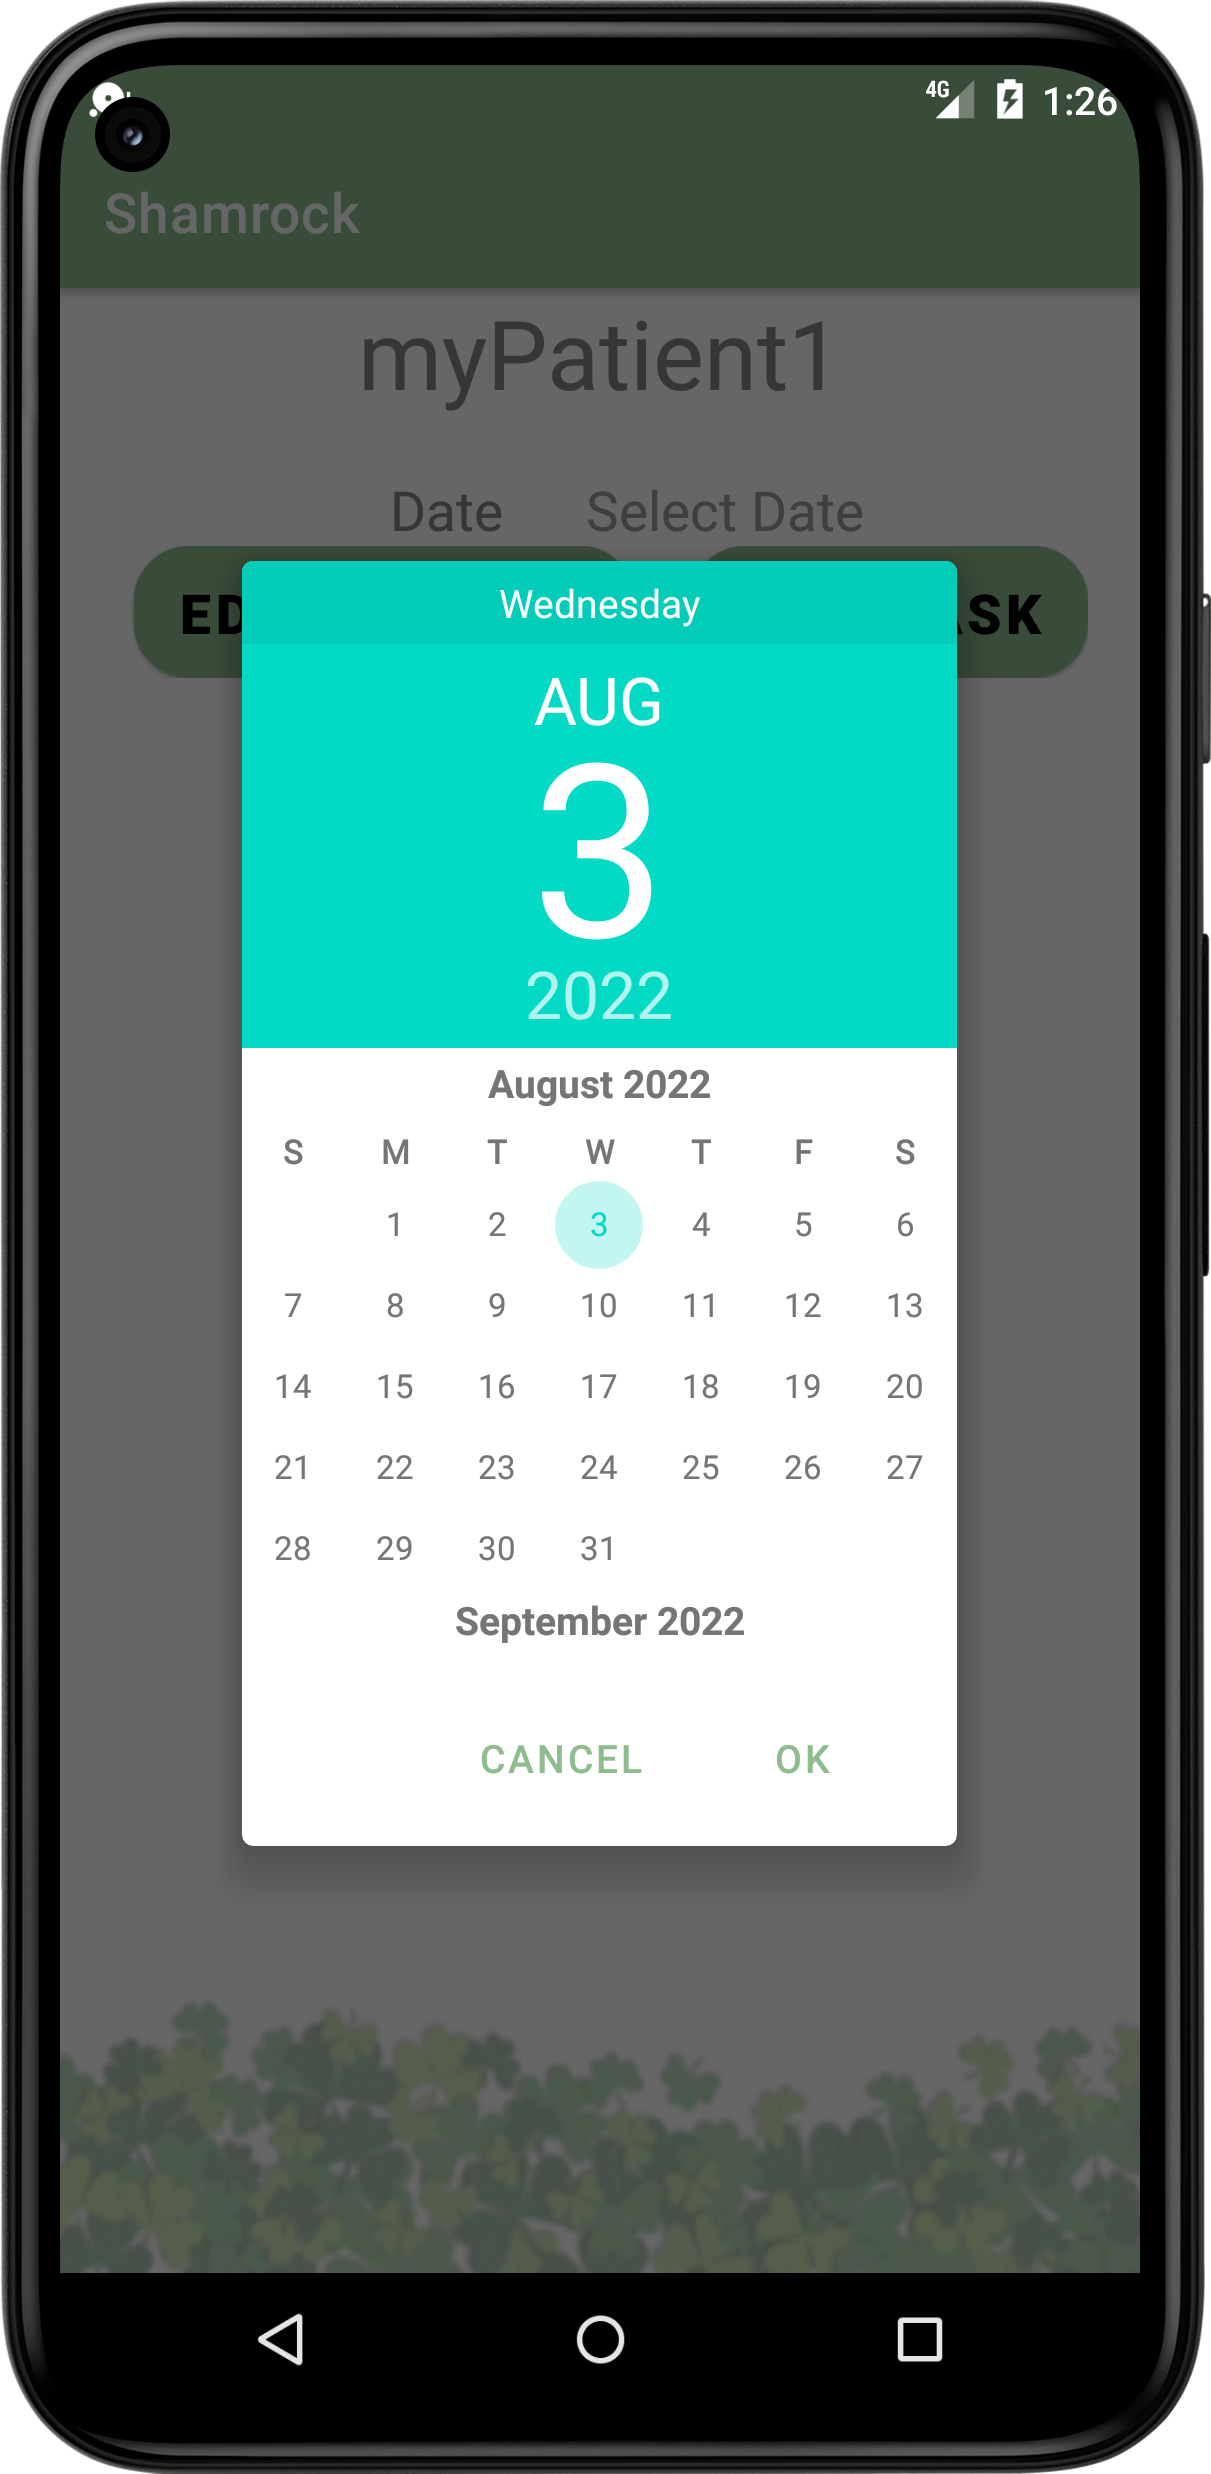 4G 1:26
Shamrock
myPatient1
Date Select Date
Wednesday
AUG
3
2022
August 2022
S M T W T F S
1 2 3 4 5 6
7 8 9 10 11 12 13
14 15 16 17 18 19 20
21 22 23 24 25 26 27
28 29 30 31
September 2022
CANCEL OK